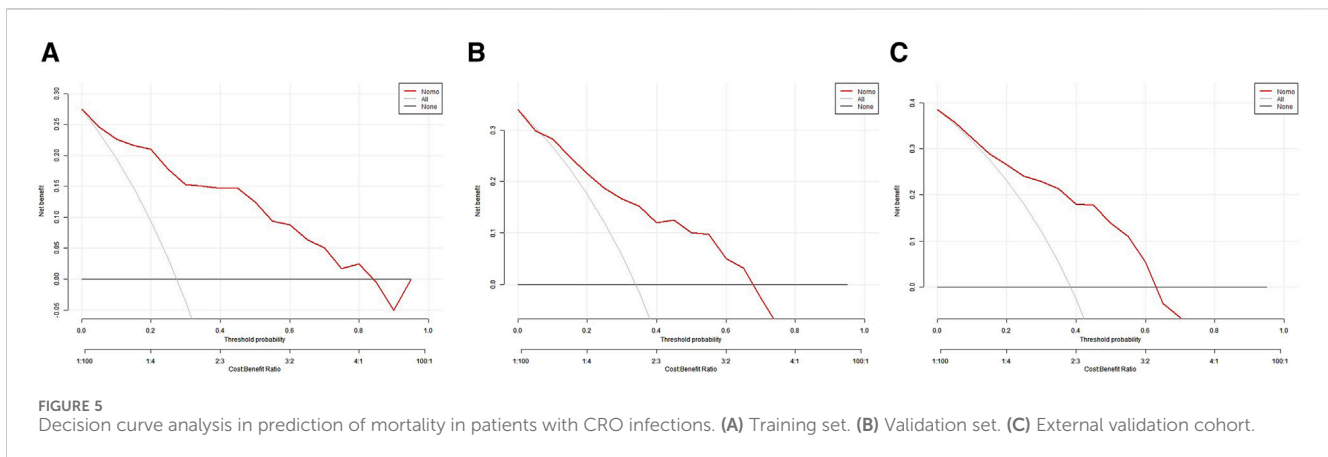 A
Nomo
All
None
Net benefit
0.30
0.25
0.20
0.15
0.10
0.05
0.00
-0.05
0.0 0.2 0.4 0.6 0.8 1.0
Threshold probability
1:100 1:4 2:3 3:2 4:1 100:1
Cost:Benefit Ratio
B
Nomo
All
None
Net benefit
0.3
0.2
0.1
0.0
0.0 0.2 0.4 0.6 0.8 1.0
Threshold probability
1:100 1:4 2:3 3:2 4:1 100:1
Cost:Benefit Ratio
C
Nomo
All
None
Net benefit
0.4
0.3
0.2
0.1
0.0
0.0 0.2 0.4 0.6 0.8 1.0
Threshold probability
1:100 1:4 2:3 3:2 4:1 100:1
Cost:Benefit Ratio
FIGURE 5
Decision curve analysis in prediction of mortality in patients with CRO infections. (A) Training set. (B) Validation set. (C) External validation cohort.